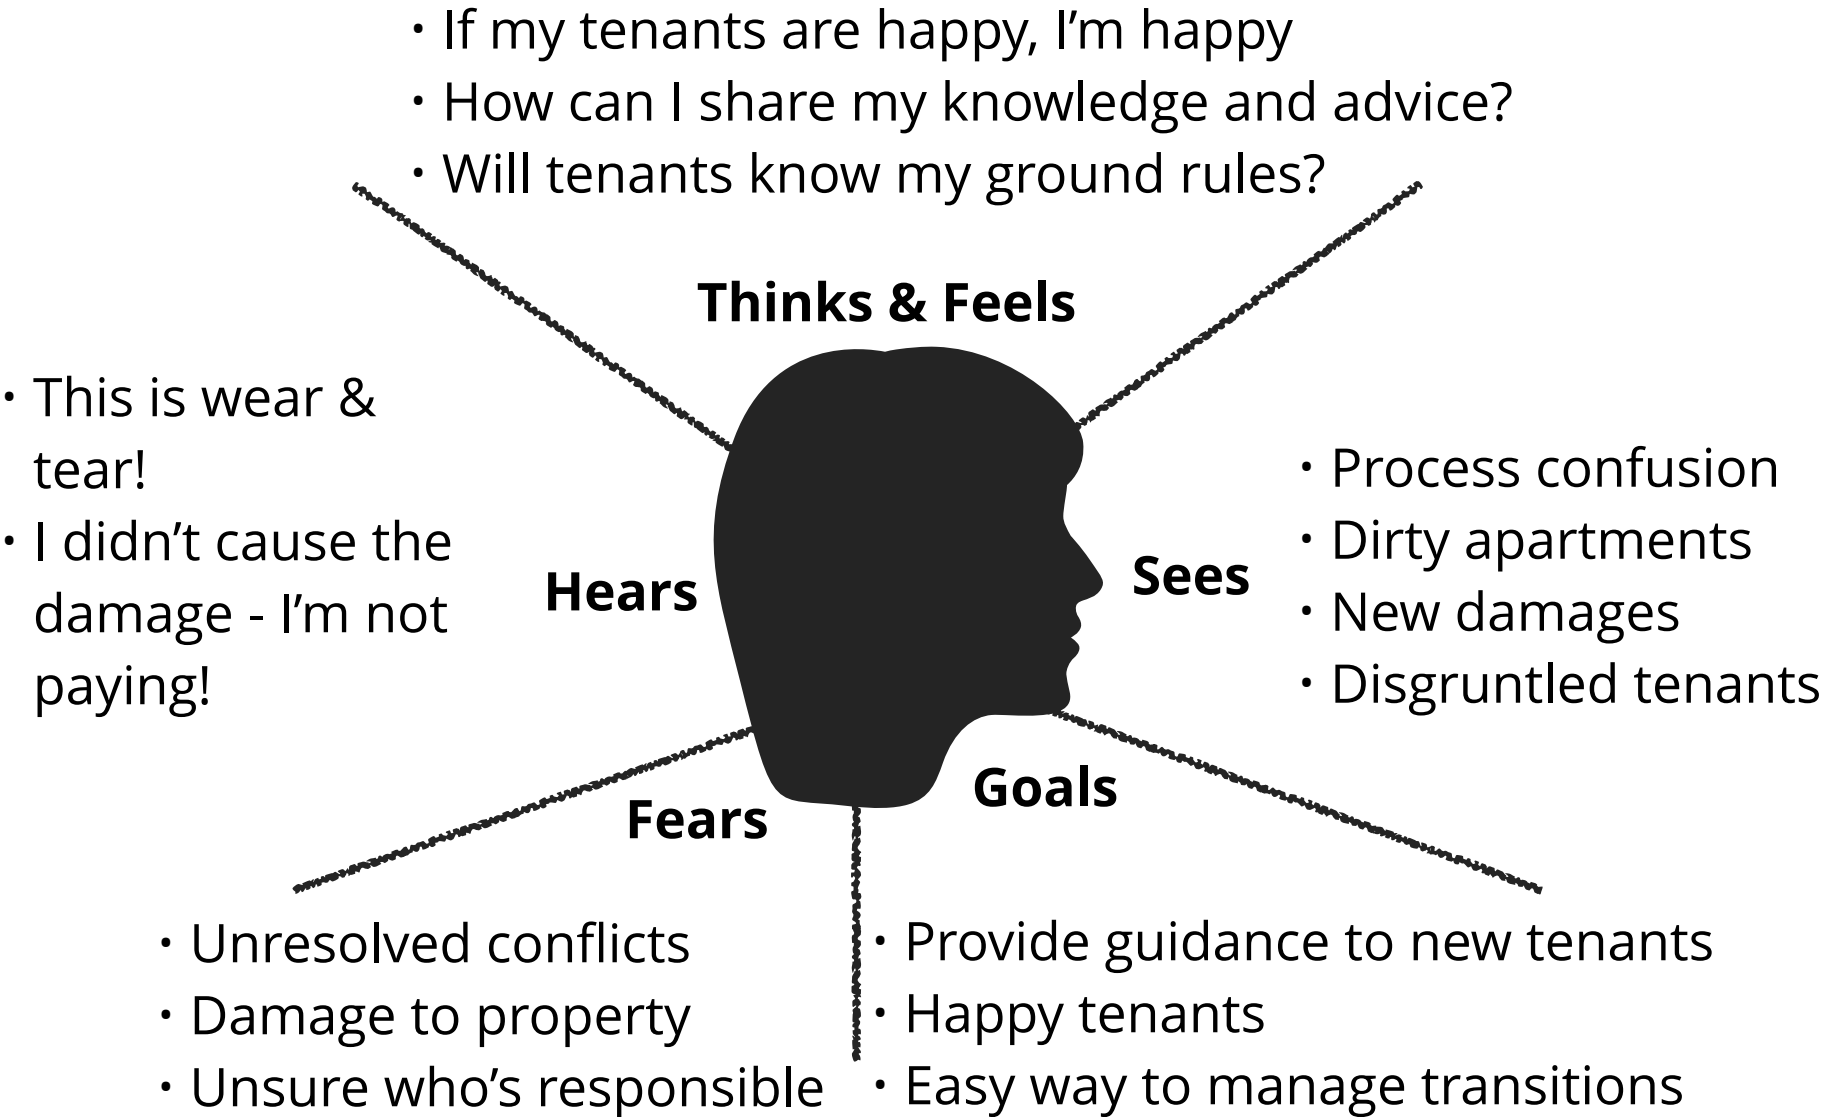 · If my tenants are happy, I’m happy
· How can I share my knowledge and advice?
· Will tenants know my ground rules?
Thinks & Feels
· This is wear &
tear!
· I didn’t cause the
damage - I’m not
paying!
Hears
Sees
· Process confusion
· Dirty apartments
· New damages
· Disgruntled tenants
Fears
· Unresolved conflicts
· Damage to property
· Unsure who’s responsible
Goals
· Provide guidance to new tenants
· Happy tenants
· Easy way to manage transitions